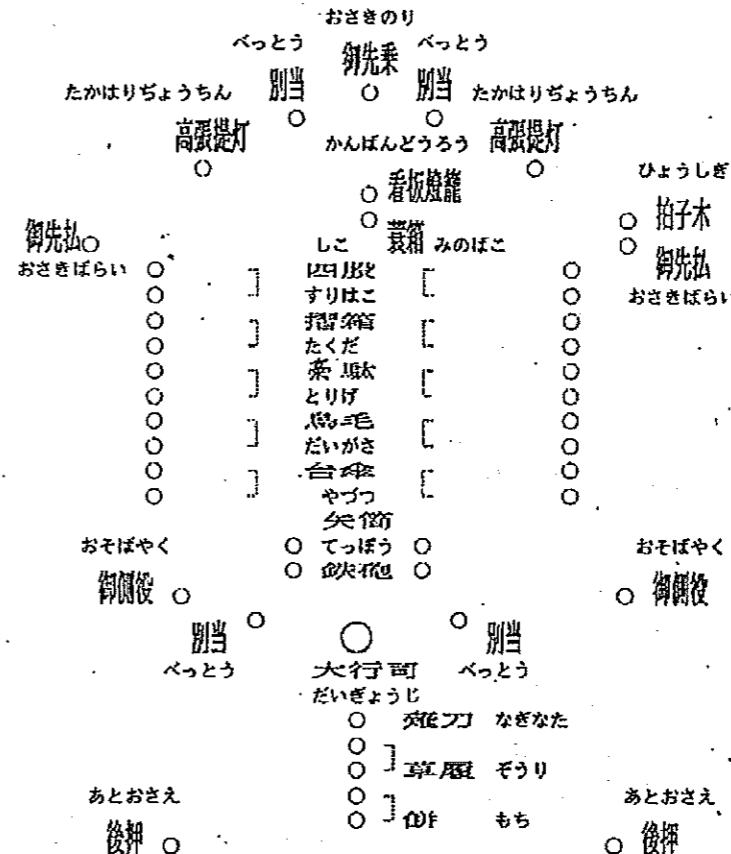 おさきのり
べっとう 御先乗 べっとう
別当 別当
たかはりぢょうちん たかはりぢょうちん
高張提灯 かんばんどうろう 高張提灯
看板燈籠
ひょうしぎ
拍子木
御先払 蓑箱 みのばこ 御先払
おさきばらい しこ おさきばらい
四股
すりはこ
摺箱
たくだ
とりげ
鳥毛
だいがさ
台傘
やづつ
矢筒
おそばやく てっぽう おそばやく
御側役 鉄砲 御側役
別当 別当
べっとう 大行司 べっとう
だいぎょうじ
薙刀 なぎなた
草履 ぞうり
あとおさえ もち あとおさえ
後押 後押